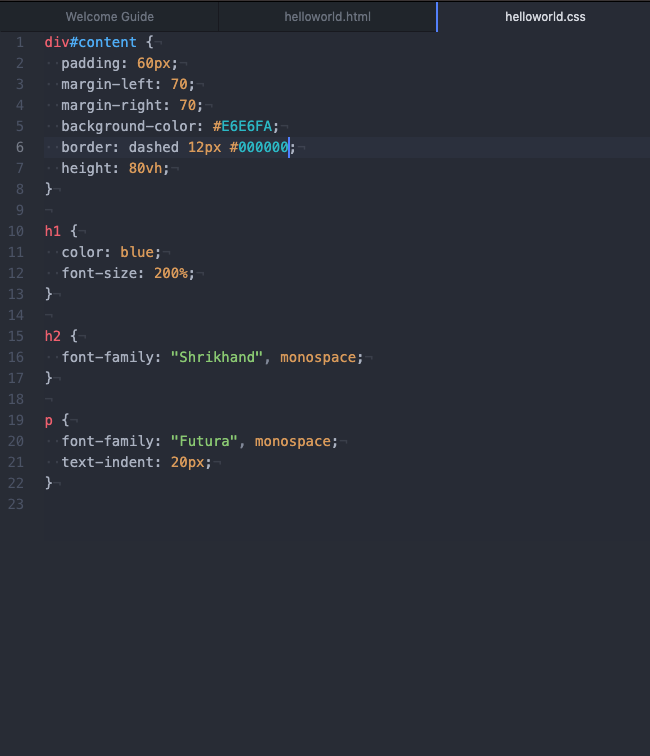 Welcome Guide
helloworld.html
helloworld.css
1 div#content {¬
2 ··padding: 60px;¬
3 ··margin-left: 70;¬
4 ··margin-right: 70;¬
5 ··background-color: #E6E6FA;¬
6 ··border: dashed 12px #000000;¬
7 ··height: 80vh;¬
8 }¬
9 ¬
10 h1 {¬
11 ··color: blue;¬
12 ··font-size: 200%;¬
13 }¬
14 ¬
15 h2 {¬
16 ··font-family: "Shrikhand", monospace;¬
17 }¬
18 ¬
19 p {¬
20 ··font-family: "Futura", monospace;¬
21 ··text-indent: 20px;¬
22 }¬
23